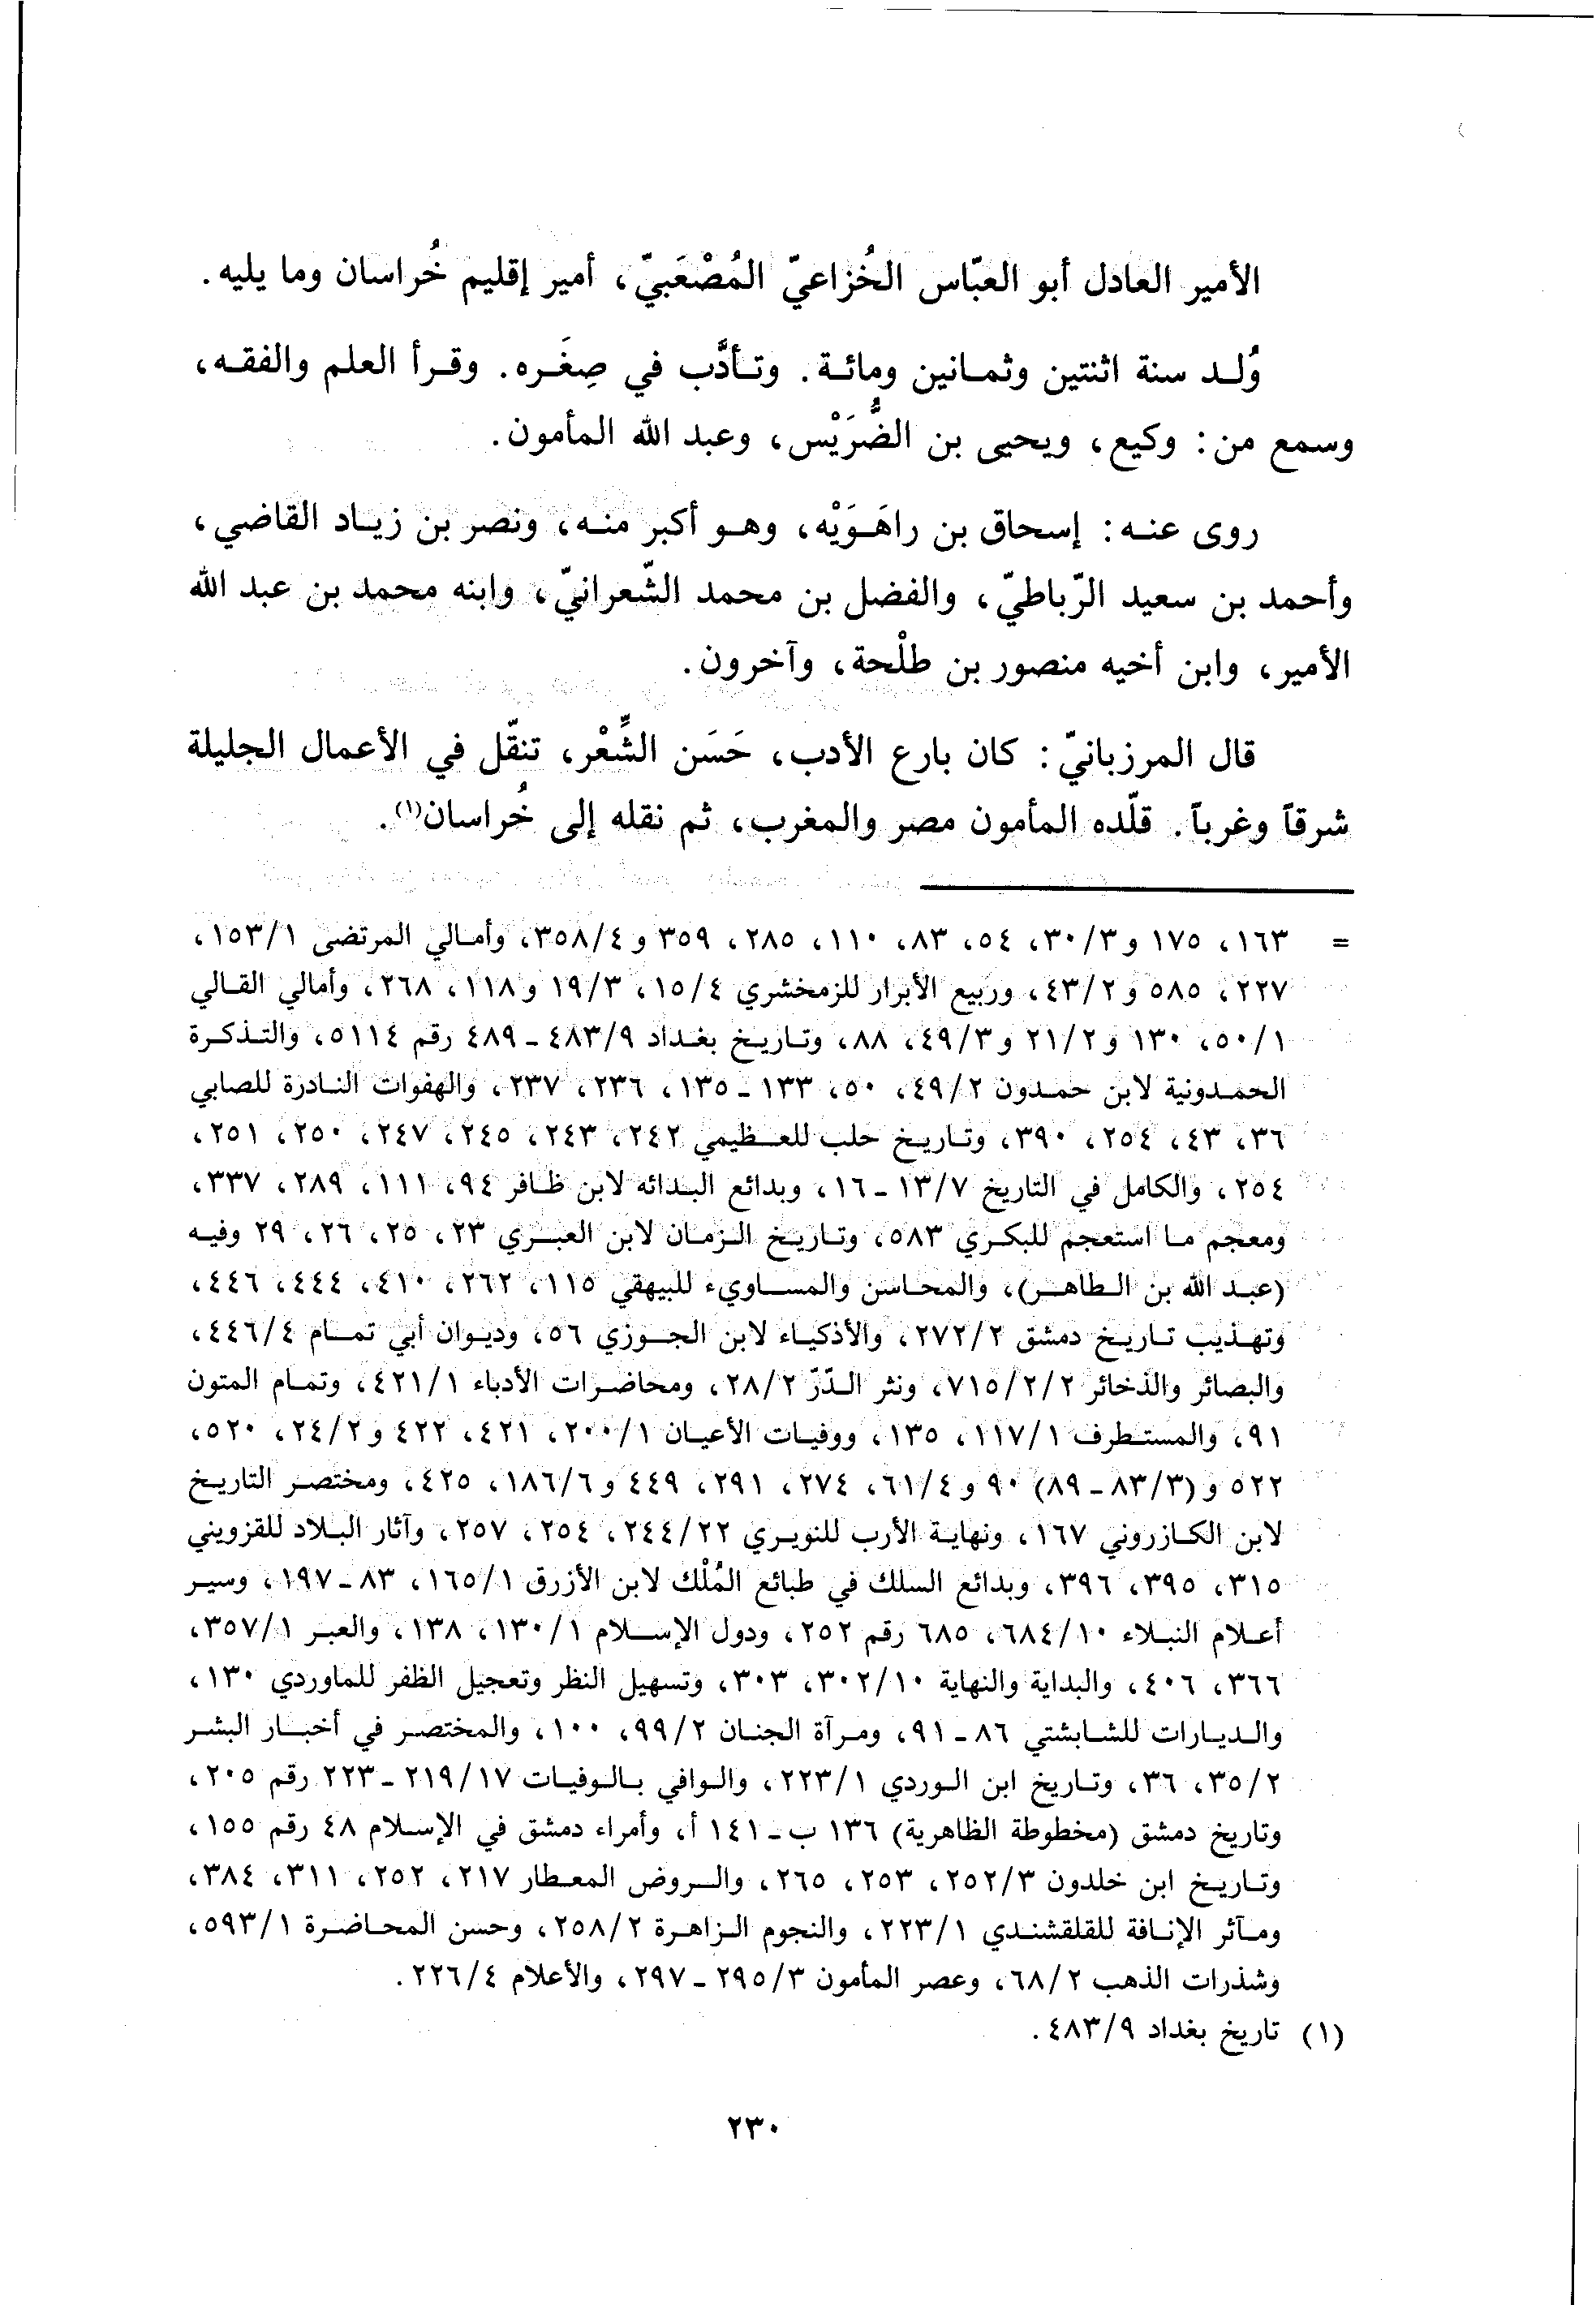 الأمير العادل أبو العبّاس الخُزاعيّ المُصْعَبيّ، أمير إقليم خُراسان وما يليه.
وُلد سنة اثنتين وثمانين ومائة. وتأدَّب في صِغَره. وقرأ العلم والفقه،
وسمع من: وكيع، ويحيى بن الضُّرَيْس، وعبد الله المأمون.
روى عنه: إسحاق بن راهَوَيْه، وهو أكبر منه، ونصر بن زياد القاضي،
وأحمد بن سعيد الرّباطيّ، والفضل بن محمد الشّعرانيّ، وابنه محمد بن عبد الله
الأمير، وابن أخيه منصور بن طلْحة، وآخرون.
قال المرزبانيّ: كان بارع الأدب، حَسَن الشِّعْر، تنقّل في الأعمال الجليلة
شرقاً وغرباً. قلّده المأمون مصر والمغرب، ثم نقله إلى خُراسان(١).
= ١٦٣، ١٧٥ و٣٠/٣، ٥٤، ٨٣، ١١٠، ٢٨٥، ٣٥٩ و٣٥٨/٤، وأمالي المرتضى ١٥٣/١،
٢٢٧، ٥٨٥ و٤٣/٢، وربيع الأبرار للزمخشري ١٥/٤، ١٩/٣ و١١٨، ٢٦٨، وأمالي القالي
٥٠/١، ١٣٠ و٢١/٢ و٤٩/٣، ٨٨، وتاريخ بغداد ٤٨٣/٩ - ٤٨٩ رقم ٥١١٤، والتذكرة
الحمدونية لابن حمدون ٤٩/٢، ٥٠، ١٣٣ - ١٣٥، ٢٣٦، ٢٣٧، والهفوات النادرة للصابي
٣٦، ٤٣، ٢٥٤، ٣٩٠، وتاريخ حلب للعظيمي ٢٤٢، ٢٤٣، ٢٤٥، ٢٤٧، ٢٥٠، ٢٥١،
٢٥٤، والكامل في التاريخ ١٣/٧ - ١٦، وبدائع البدائه لابن ظافر ٩٤، ١١١، ٢٨٩، ٣٣٧،
ومعجم ما استعجم للبكري ٥٨٣، وتاريخ الزمان لابن العبري ٢٣، ٢٥، ٢٦، ٢٩ وفيه
(عبد الله بن الطاهر)، والمحاسن والمساويء للبيهقي ١١٥، ٢٦٢، ٤١٠، ٤٤٤، ٤٤٦،
وتهذيب تاريخ دمشق ٢٧٢/٢، والأذكياء لابن الجوزي ٥٦، وديوان أبي تمام ٤٤٦/٤،
والبصائر والذخائر ٧١٥/٢/٢، ونثر الدّرّ ٢٨/٢، ومحاضرات الأدباء ٤٢١/١، وتمام المتون
٩١، والمستطرف ١١٧/١، ١٣٥، ووفيات الأعيان ٢٠٠/١، ٤٢١، ٤٢٢ و٢٤/٢، ٥٢٠،
٥٢٢ و(٨٣/٣ - ٨٩) ٩٠ و٦١/٤، ٢٧٤، ٢٩١، ٤٤٩ و١٨٦/٦، ٤٢٥، ومختصر التاريخ
لابن الكازروني ١٦٧، ونهاية الأرب للنويري ٢٤٤/٢٢، ٢٥٤، ٢٥٧، وآثار البلاد للقزويني
٣١٥، ٣٩٥، ٣٩٦، وبدائع السلك في طبائع المُلْك لابن الأزرق ١٦٥/١، ٨٣ - ١٩٧، وسير
أعلام النبلاء ٦٨٤/١٠، ٦٨٥ رقم ٢٥٢، ودول الإسلام ١٣٠/١، ١٣٨، والعبر ٣٥٧/١،
٣٦٦، ٤٠٦، والبداية والنهاية ٣٠٢/١٠، ٣٠٣، وتسهيل النظر وتعجيل الظفر للماوردي ١٣٠،
والديارات للشابشتي ٨٦ - ٩١، ومرآة الجنان ٩٩/٢، ١٠٠، والمختصر في أخبار البشر
٣٥/٢، ٣٦، وتاريخ ابن الوردي ٢٢٣/١، والوافي بالوفيات ٢١٩/١٧ - ٢٢٣ رقم ٢٠٥،
وتاريخ دمشق (مخطوطة الظاهرية) ١٣٦ ب - ١٤١ أ، وأمراء دمشق في الإسلام ٤٨ رقم ١٥٥،
وتاريخ ابن خلدون ٢٥٢/٣، ٢٥٣، ٢٦٥، والروض المعطار ٢١٧، ٢٥٢، ٣١١، ٣٨٤،
ومآثر الإنافة للقلقشندي ٢٢٣/١، والنجوم الزاهرة ٢٥٨/٢، وحسن المحاضرة ٥٩٣/١،
وشذرات الذهب ٦٨/٢، وعصر المأمون ٢٩٥/٣ - ٢٩٧، والأعلام ٢٢٦/٤.
(١) تاريخ بغداد ٤٨٣/٩.
٢٣٠